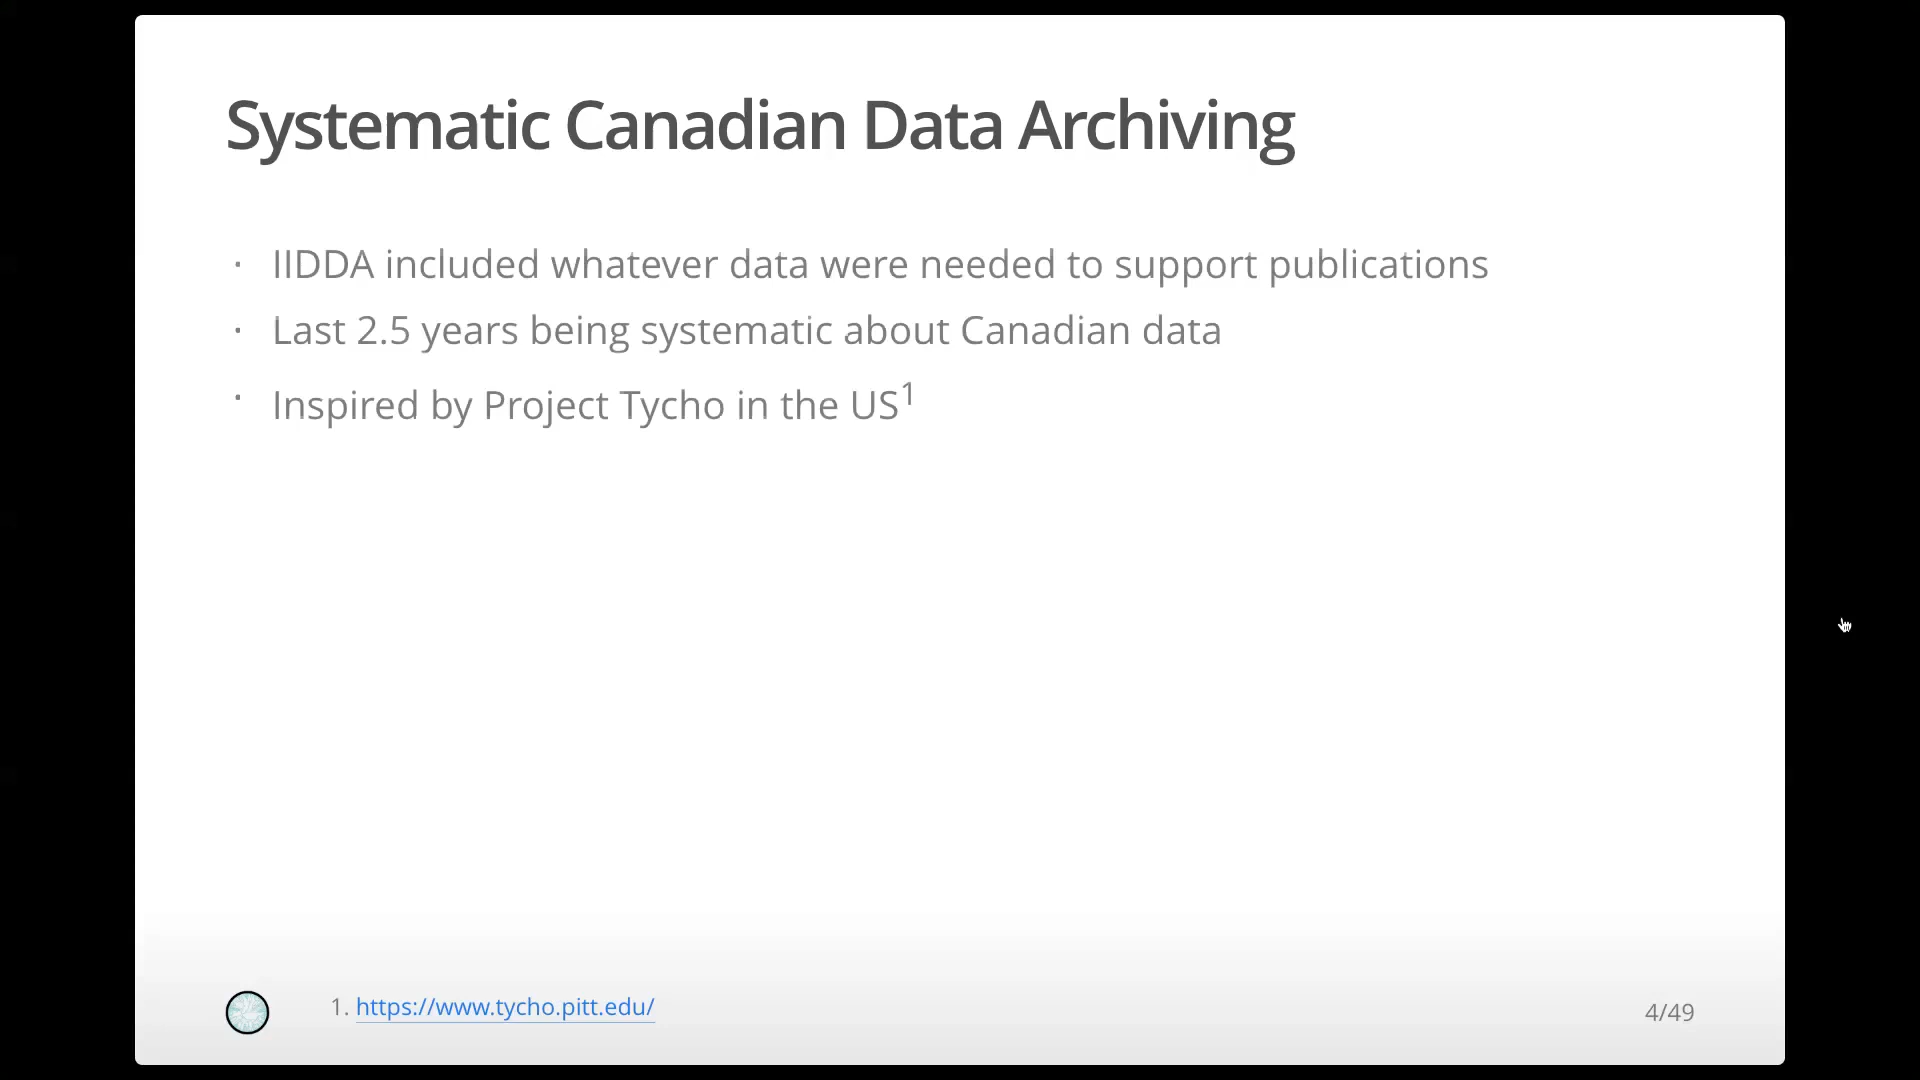 Systematic Canadian Data Archiving
· IIDDA included whatever data were needed to support publications
· Last 2.5 years being systematic about Canadian data
· Inspired by Project Tycho in the US1
1. https://www.tycho.pitt.edu/
4/49